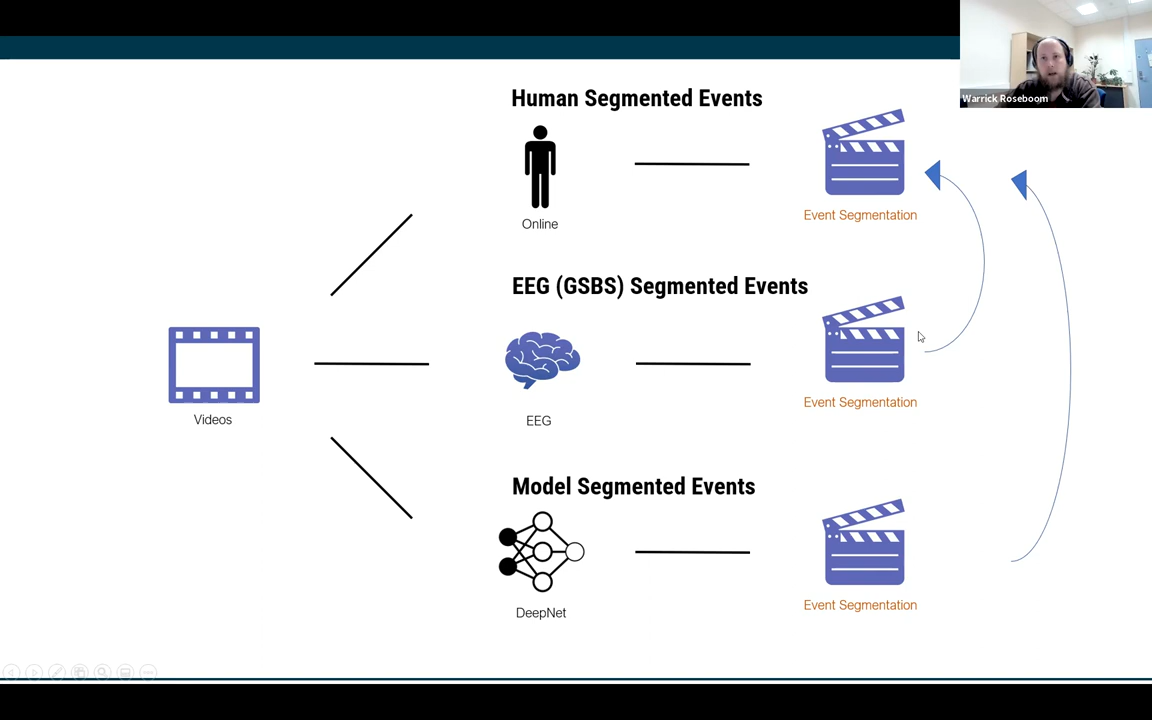 Warrick Roseboom
Human Segmented Events
Online
Event Segmentation
EEG (GSBS) Segmented Events
Videos
EEG
Event Segmentation
Model Segmented Events
DeepNet
Event Segmentation